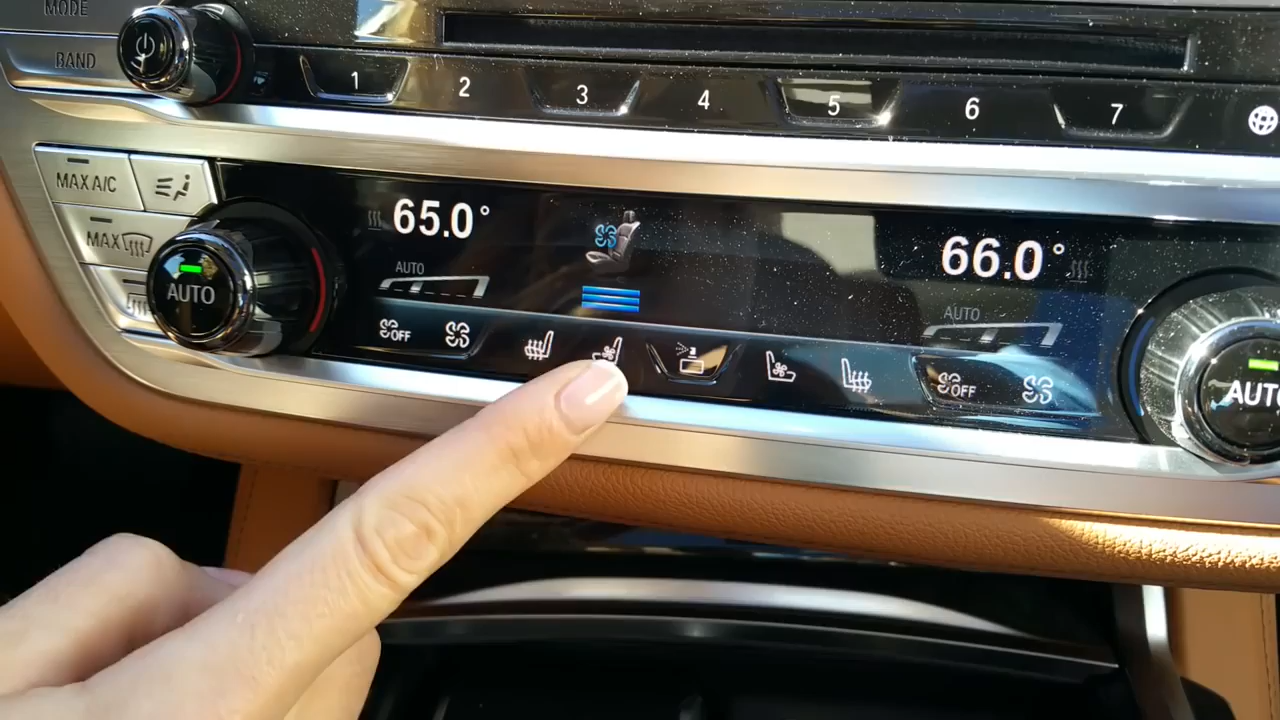 MODE
BAND
1 2 3 4 5 6 7
MAX A/C
MAX
AUTO
65.0°
AUTO
OFF
66.0°
AUTO
OFF
AUTO